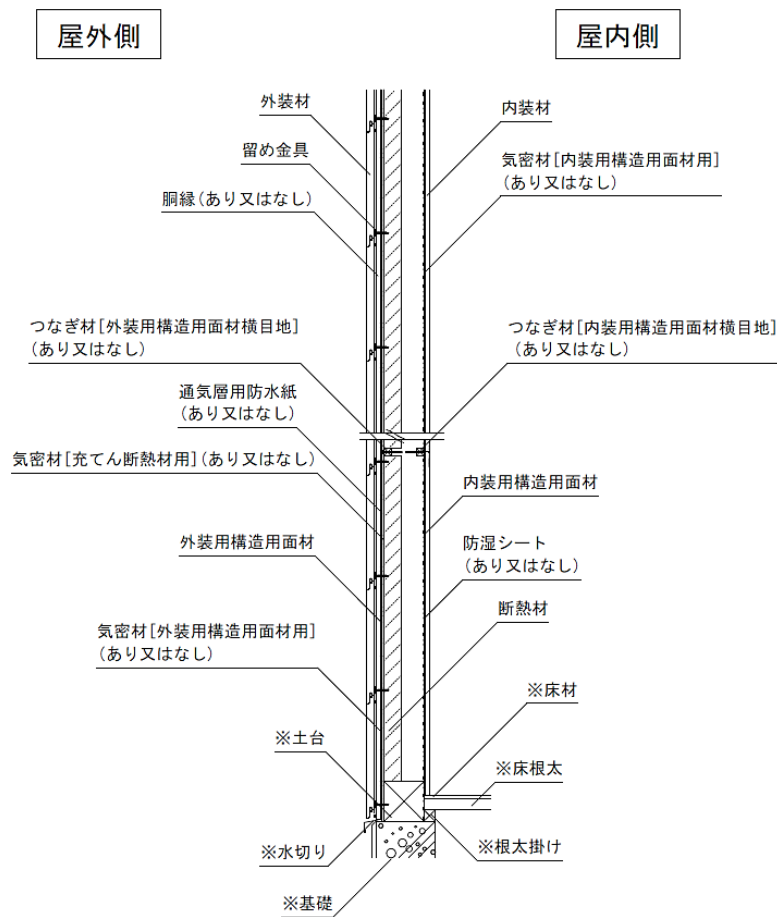 屋外側
屋内側
外装材
留め金具
胴縁(あり又はなし)
つなぎ材[外装用構造用面材横目地]
(あり又はなし)
通気層用防水紙
(あり又はなし)
気密材[充てん断熱材用](あり又はなし)
外装用構造用面材
気密材[外装用構造用面材用]
(あり又はなし)
※土台
※水切り
※基礎
内装材
気密材[内装用構造用面材用]
(あり又はなし)
つなぎ材[内装用構造用面材横目地]
(あり又はなし)
内装用構造用面材
防湿シート
(あり又はなし)
断熱材
※床材
※床根太
※根太掛け